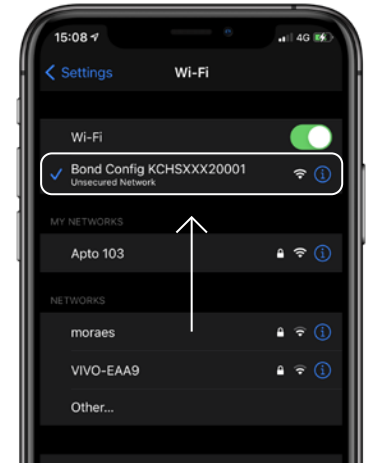 15:08
4G
Settings
Wi-Fi
Wi-Fi
Bond Config KCHSXXX20001
Unsecured Network
MY NETWORKS
Apto 103
NETWORKS
moraes
VIVO-EAA9
Other...